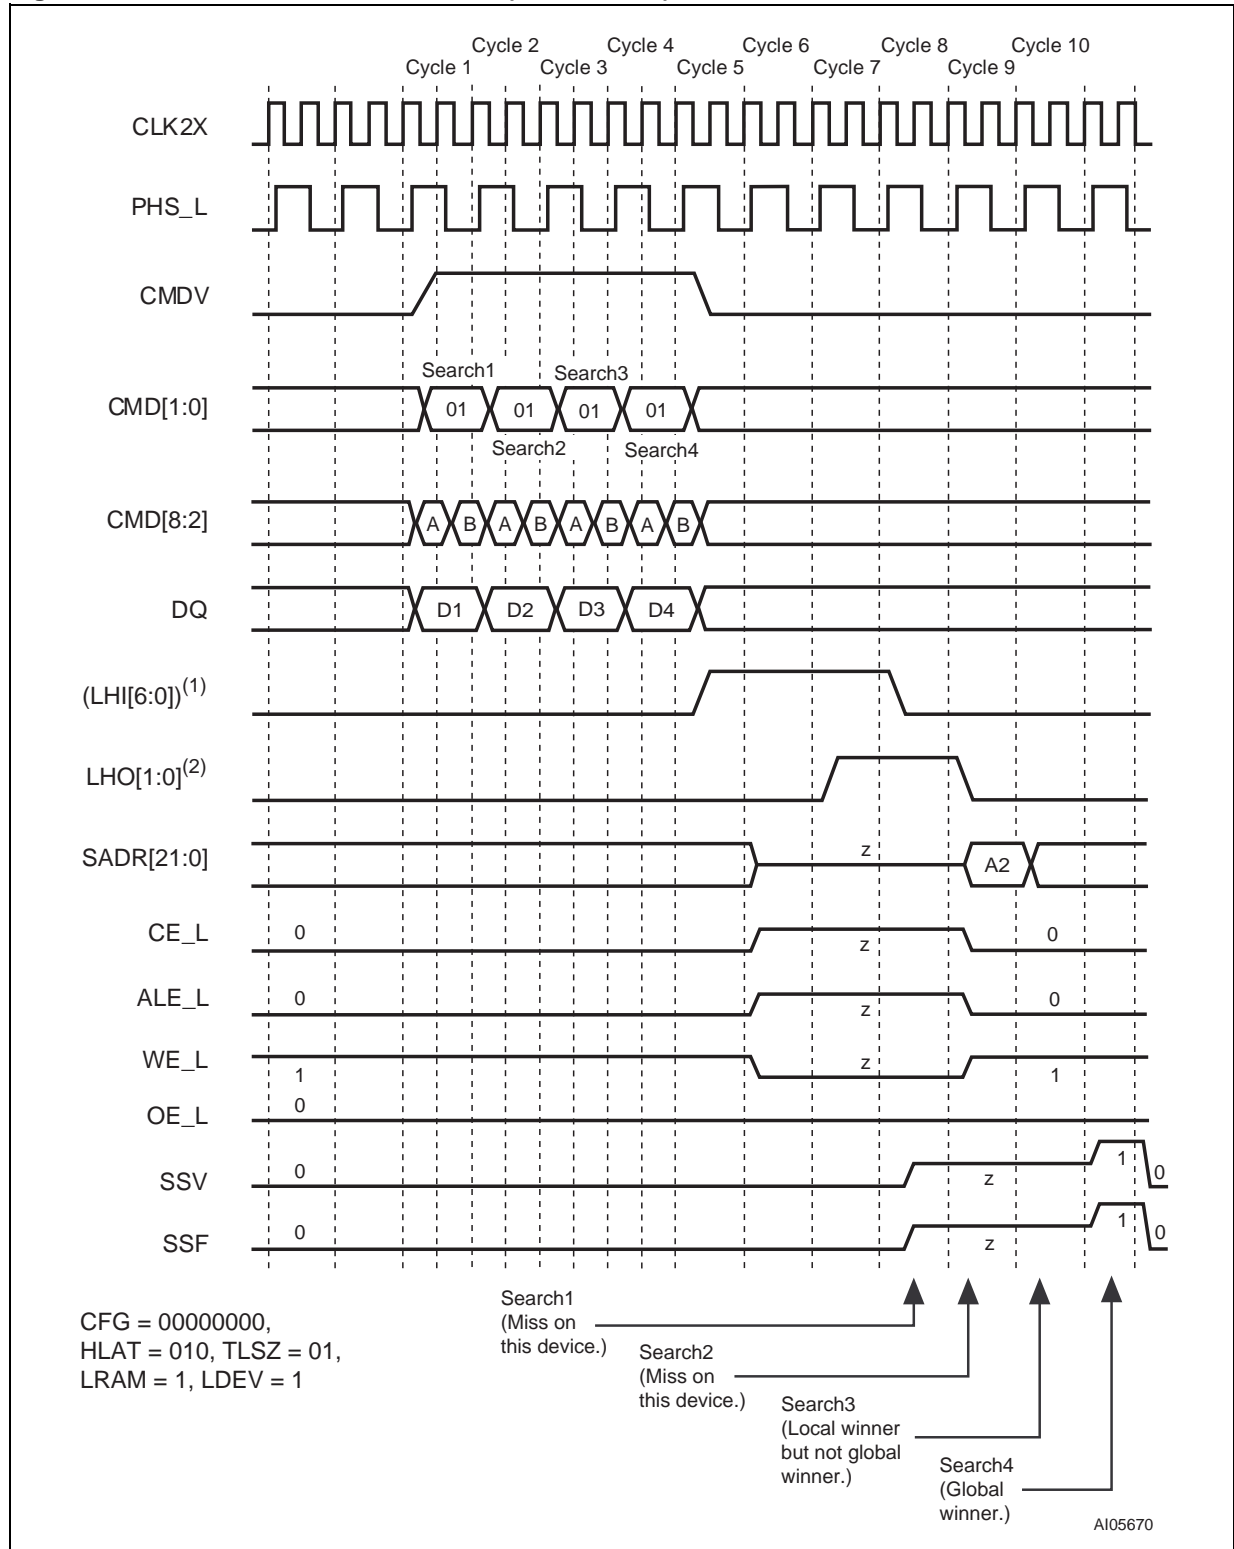 Cycle 2 Cycle 4 Cycle 6 Cycle 8 Cycle 10
Cycle 1 Cycle 3 Cycle 5 Cycle 7 Cycle 9
CLK2X
PHS_L
CMDV
Search1 Search3
CMD[1:0] 01 01 01 01
Search2 Search4
CMD[8:2] A B A B A B A B
DQ D1 D2 D3 D4
(LHI[6:0])(1)
LHO[1:0](2)
SADR[21:0] z A2
CE_L 0 z 0
ALE_L 0 z 0
WE_L 1 z 1
OE_L 0
SSV 0 z 1 0
SSF 0 z 1 0
CFG = 00000000,
HLAT = 010, TLSZ = 01,
LRAM = 1, LDEV = 1
Search1
(Miss on
this device.)
Search2
(Miss on
this device.)
Search3
(Local winner
but not global
winner.)
Search4
(Global
winner.)
AI05670